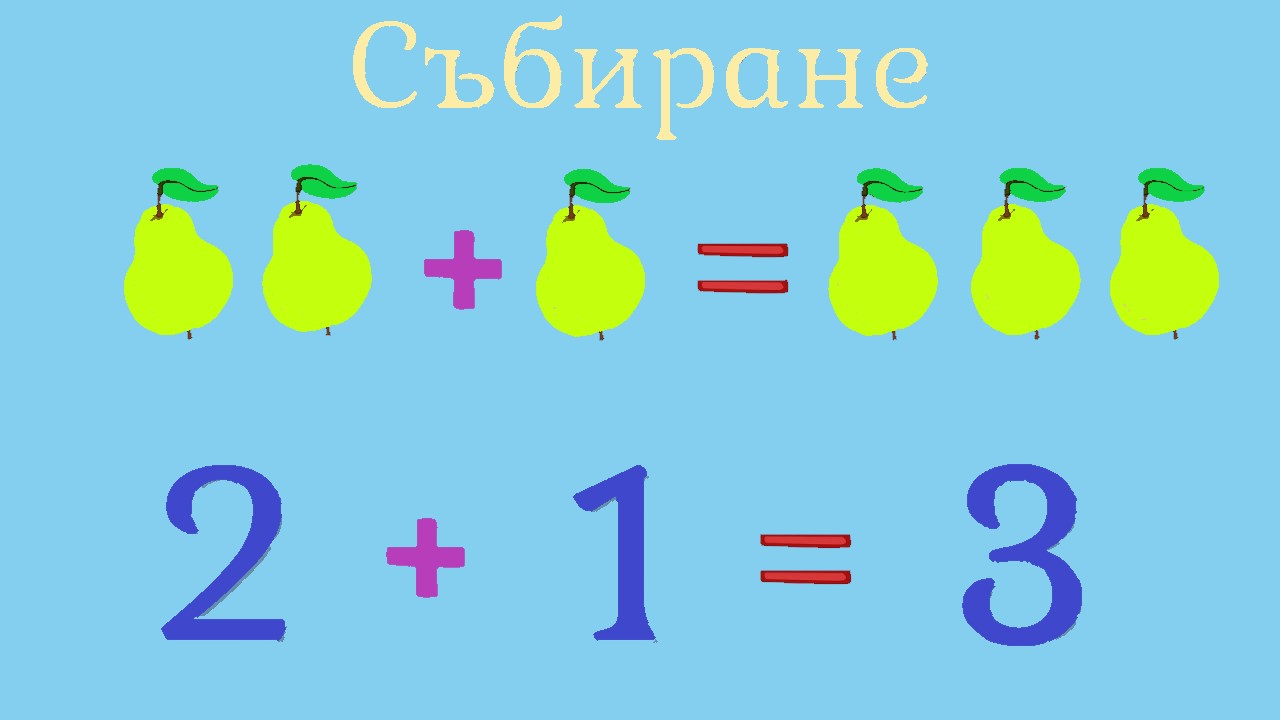 Събиране
+ =
2 + 1 = 3